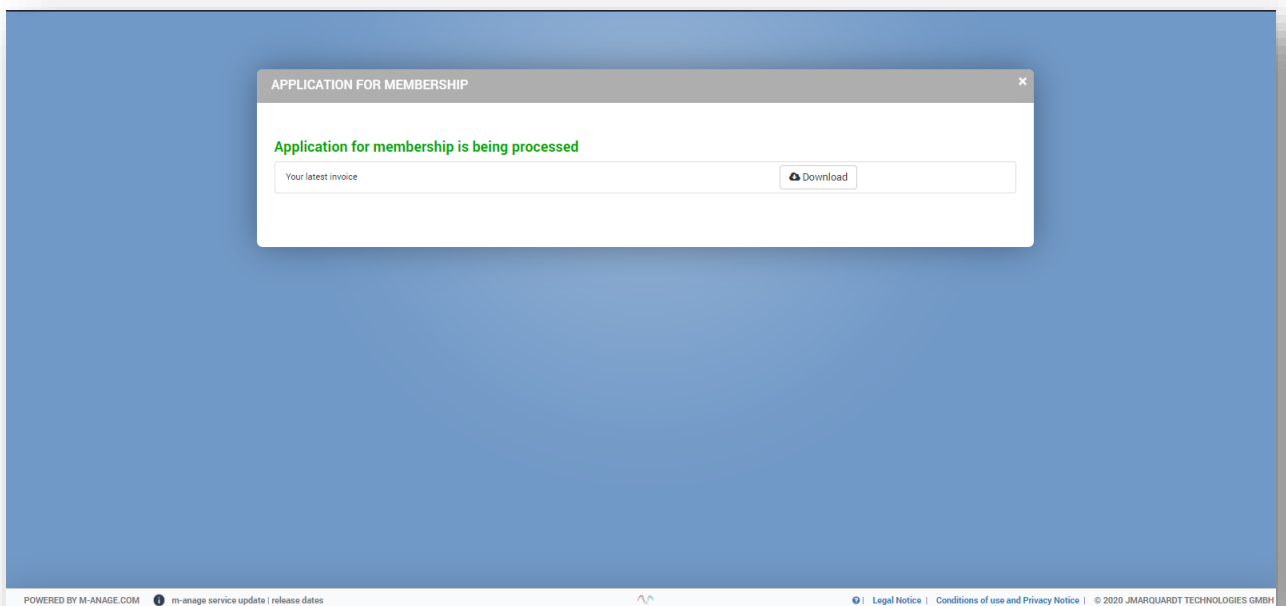 APPLICATION FOR MEMBERSHIP ×
Application for membership is being processed
Your latest invoice Download
POWERED BY M-ANAGE.COM m-anage service update | release dates | Legal Notice | Conditions of use and Privacy Notice | © 2020 JMARQUARDT TECHNOLOGIES GMBH